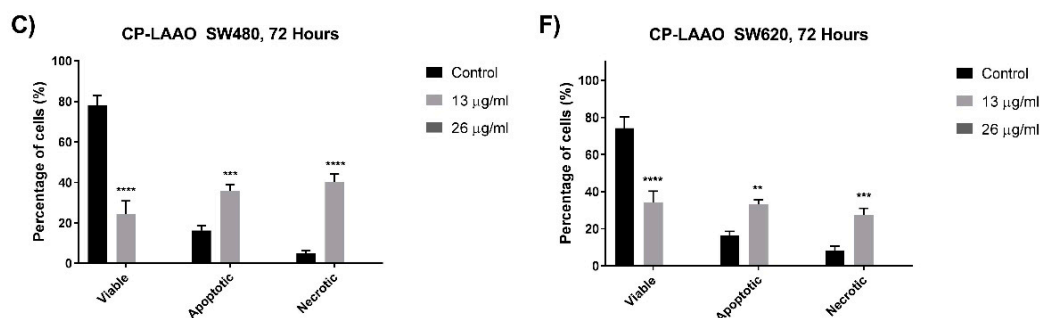 C)
CP-LAAO SW480, 72 Hours
Percentage of cells (%)
100
80
60
40
20
0
****
***
****
Viable
Apoptotic
Necrotic
Control
13 μg/ml
26 μg/ml
F)
CP-LAAO SW620, 72 Hours
Percentage of cells (%)
100
80
60
40
20
0
****
**
***
Viable
Apoptotic
Necrotic
Control
13 μg/ml
26 μg/ml